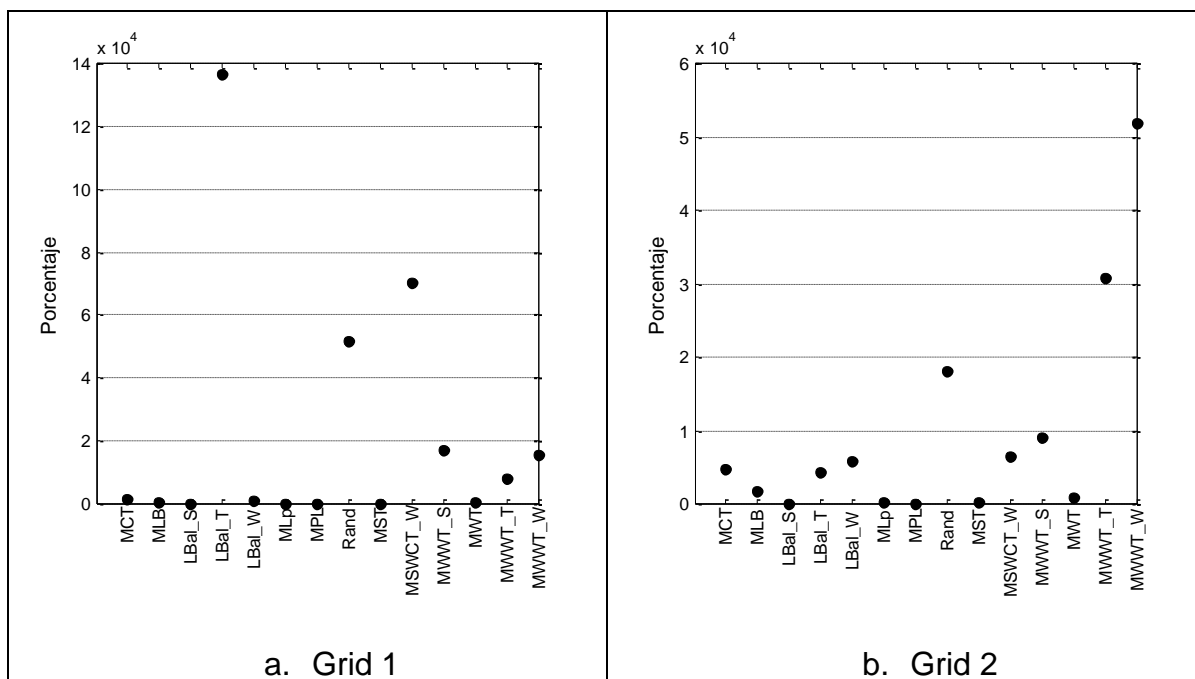 x 10^4
14
12
10
8
6
4
2
0
Porcentaje
MCT
MLB
LBal_S
LBal_T
LBal_W
MLp
MPL
Rand
MST
MSWCT_W
MWWT_S
MWT
MWWT_T
MWWT_W
a. Grid 1
x 10^4
6
5
4
3
2
1
0
Porcentaje
MCT
MLB
LBal_S
LBal_T
LBal_W
MLp
MPL
Rand
MST
MSWCT_W
MWWT_S
MWT
MWWT_T
MWWT_W
b. Grid 2